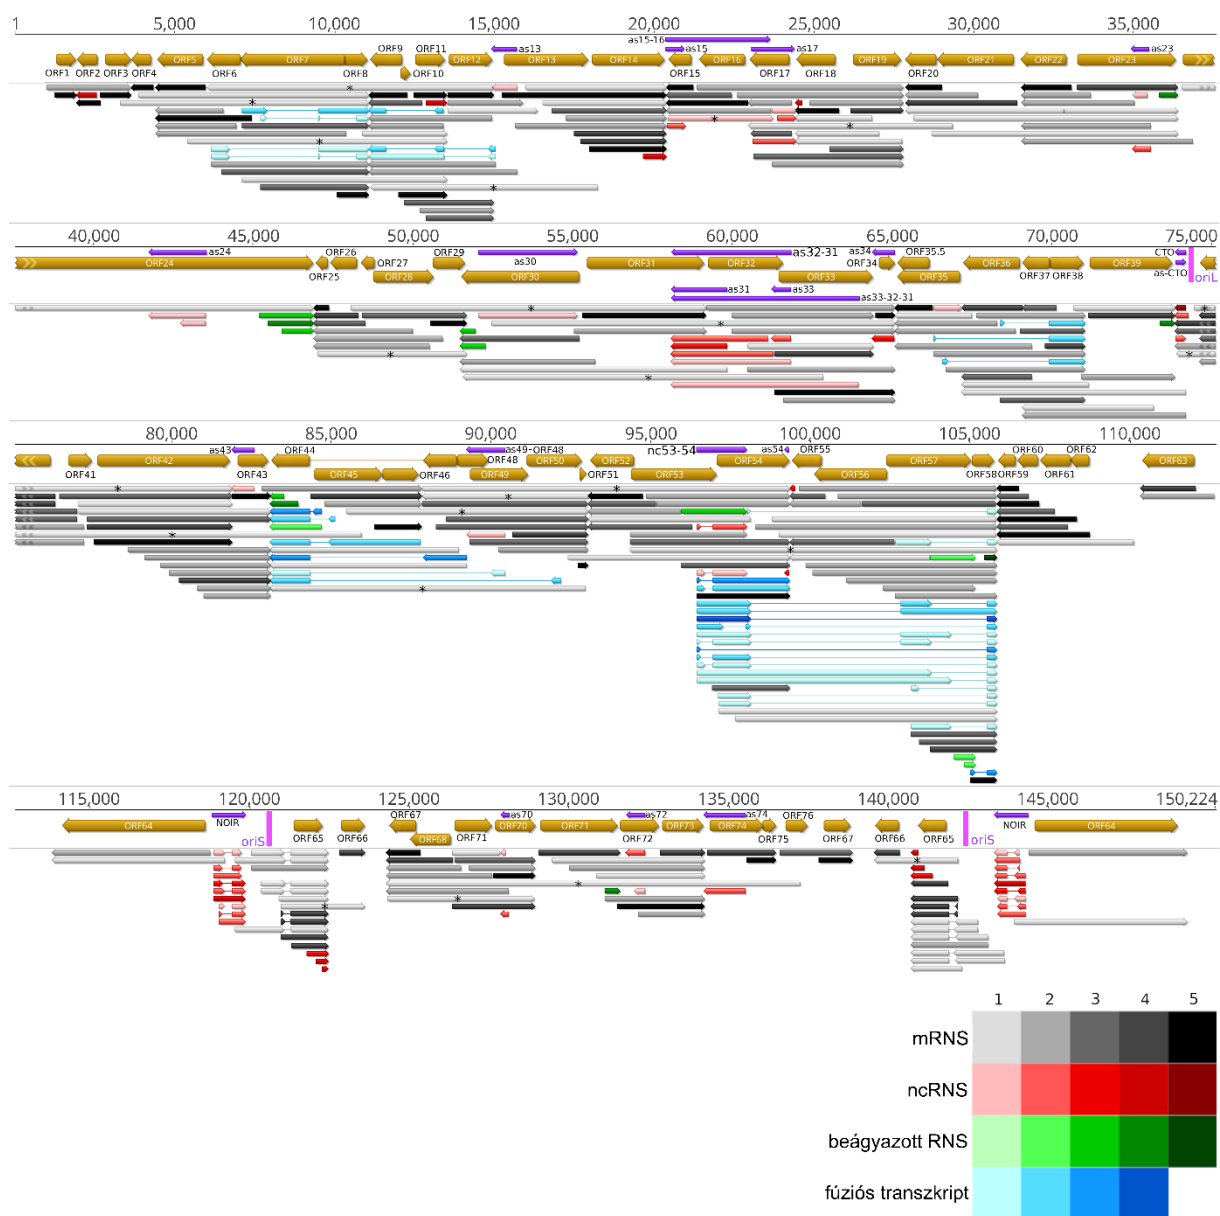 1 5,000 10,000 15,000 20,000 25,000 30,000 35,000
as15-16
as13 as15 as17 as23
ORF9 ORF11
ORF5 ORF7 ORF12 ORF13 ORF14 ORF16 ORF19 ORF21 ORF22 ORF23
ORF1 ORF2 ORF3 ORF4 ORF6 ORF8 ORF10 ORF15 ORF17 ORF18 ORF20
40,000 45,000 50,000 55,000 60,000 65,000 70,000 75,000
as24 as32-31 as34 CTO
ORF26 ORF29 as30 ORF34 ORF35.5 as-CTO
ORF24 ORF27 ORF31 ORF32 ORF36 ORF39
ORF25 ORF28 ORF30 ORF33 ORF35 ORF37 ORF38 oriL
as31 as33
as33-32-31
80,000 85,000 90,000 95,000 100,000 105,000 110,000
as43 as49-ORF48 nc53-54 as54
ORF44 ORF48 ORF55 ORF60 ORF62
ORF42 ORF50 ORF52 ORF54 ORF57 ORF63
ORF41 ORF43 ORF45 ORF46 ORF49 ORF51 ORF53 ORF56 ORF58 ORF59 ORF61
115,000 120,000 125,000 130,000 135,000 140,000 145,000 150,224
NOIR ORF67 as70 as72 as74 ORF76 ORF66 ORF65 NOIR
ORF64 ORF70 ORF71 ORF73 ORF74 ORF64
oriS ORF65 ORF66 ORF68 ORF71 ORF72 ORF75 ORF67 oriS
1 2 3 4 5
mRNS
ncRNS
beágyazott RNS
fúziós transzkript